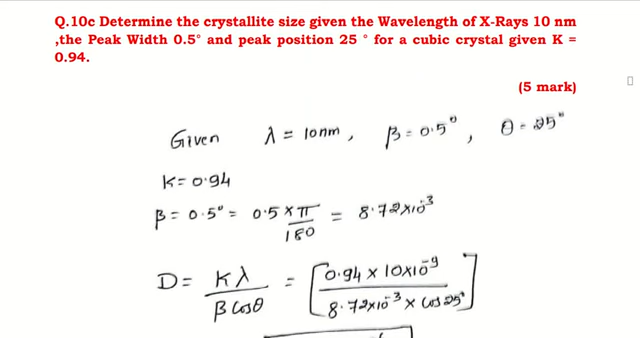 Q.10c Determine the crystallite size given the Wavelength of X-Rays 10 nm
,the Peak Width 0.5° and peak position 25 ° for a cubic crystal given K =
0.94.
(5 mark)
Given λ = 10nm, β = 0.5°, θ = 25°
K = 0.94
β = 0.5° = 0.5 × π / 180 = 8.72×10⁻³
D = Kλ / β cosθ = [0.94 × 10×10⁻⁹ / 8.72×10⁻³ × cos 25°]